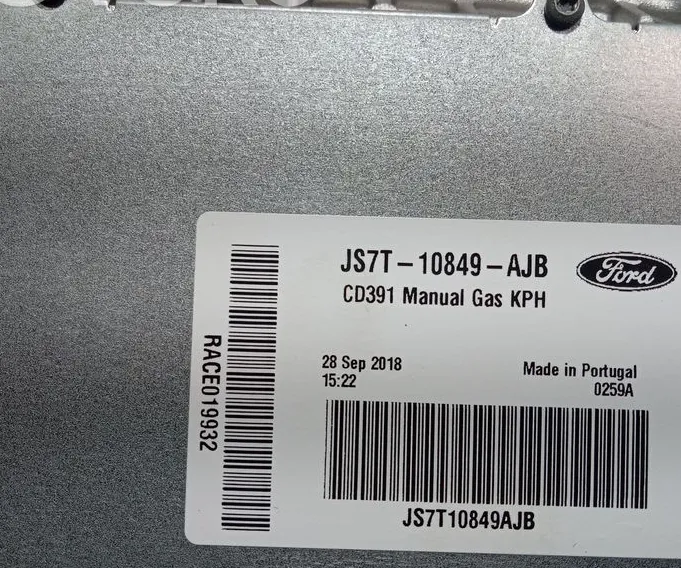 JS7T-10849-AJB
Ford
CD391 Manual Gas KPH
28 Sep 2018
15:22
Made in Portugal
0259A
RACE019932
JS7T10849AJB